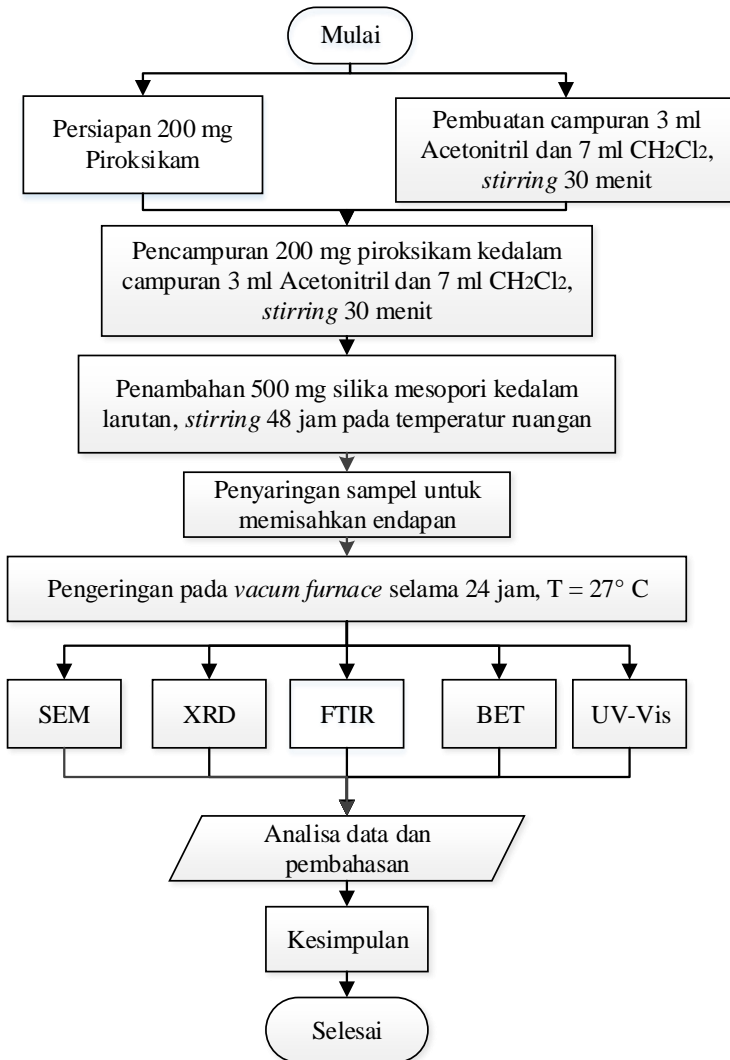 Mulai
Persiapan 200 mg
Piroksikam
Pembuatan campuran 3 ml
Acetonitril dan 7 ml CH2Cl2,
stirring 30 menit
Pencampuran 200 mg piroksikam kedalam
campuran 3 ml Acetonitril dan 7 ml CH2Cl2,
stirring 30 menit
Penambahan 500 mg silika mesopori kedalam
larutan, stirring 48 jam pada temperatur ruangan
Penyaringan sampel untuk
memisahkan endapan
Pengeringan pada vacum furnace selama 24 jam, T = 27° C
SEM
XRD
FTIR
BET
UV-Vis
Analisa data dan
pembahasan
Kesimpulan
Selesai